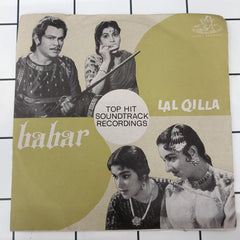 TOP HIT
SOUNDTRACK
RECORDINGS
LAL QILLA
babar